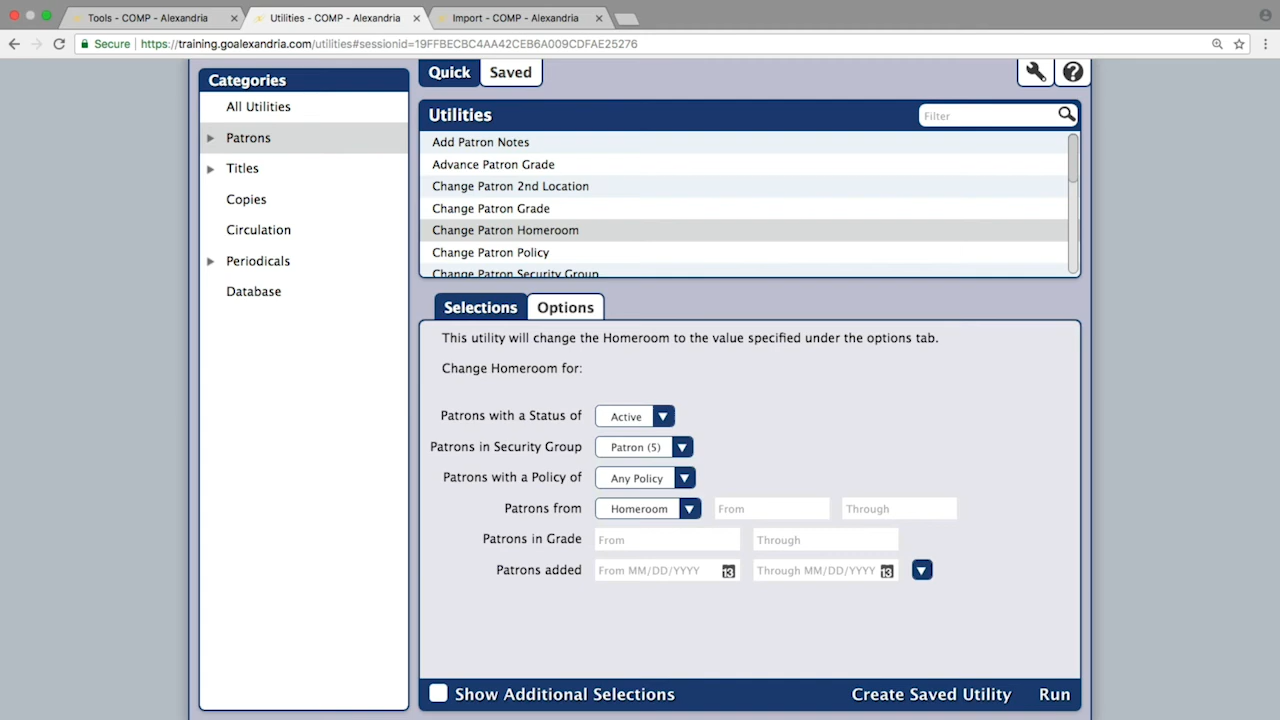 Tools - COMP - Alexandria
Utilities - COMP - Alexandria
Import - COMP - Alexandria
Secure https://training.goalexandria.com/utilities#sessionid=19FFBECBC4AA42CEB6A009CDFAE25276
Categories
All Utilities
Patrons
Titles
Copies
Circulation
Periodicals
Database
Quick Saved
Utilities Filter
Add Patron Notes
Advance Patron Grade
Change Patron 2nd Location
Change Patron Grade
Change Patron Homeroom
Change Patron Policy
Change Patron Security Group
Selections Options
This utility will change the Homeroom to the value specified under the options tab.
Change Homeroom for:
Patrons with a Status of Active
Patrons in Security Group Patron (5)
Patrons with a Policy of Any Policy
Patrons from Homeroom From Through
Patrons in Grade From Through
Patrons added From MM/DD/YYYY 13 Through MM/DD/YYYY 13
Show Additional Selections Create Saved Utility Run